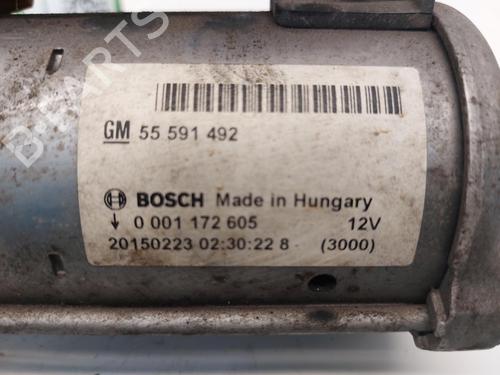 GM 55 591 492
BOSCH Made in Hungary
0 001 172 605 12V
20150223 02:30:22 8 (3000)
B-PARTS